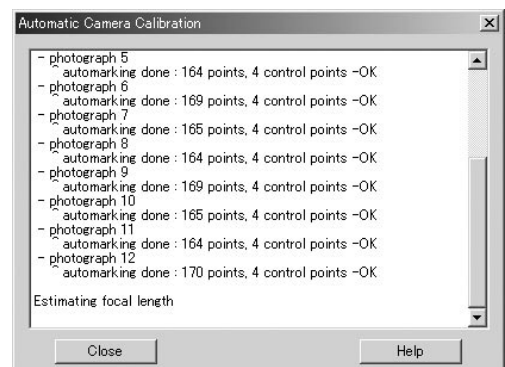 Automatic Camera Calibration
- photograph 5
^ automarking done : 164 points, 4 control points -OK
- photograph 6
^ automarking done : 169 points, 4 control points -OK
- photograph 7
^ automarking done : 165 points, 4 control points -OK
- photograph 8
^ automarking done : 164 points, 4 control points -OK
- photograph 9
^ automarking done : 169 points, 4 control points -OK
- photograph 10
^ automarking done : 165 points, 4 control points -OK
- photograph 11
^ automarking done : 164 points, 4 control points -OK
- photograph 12
^ automarking done : 170 points, 4 control points -OK
Estimating focal length
Close Help